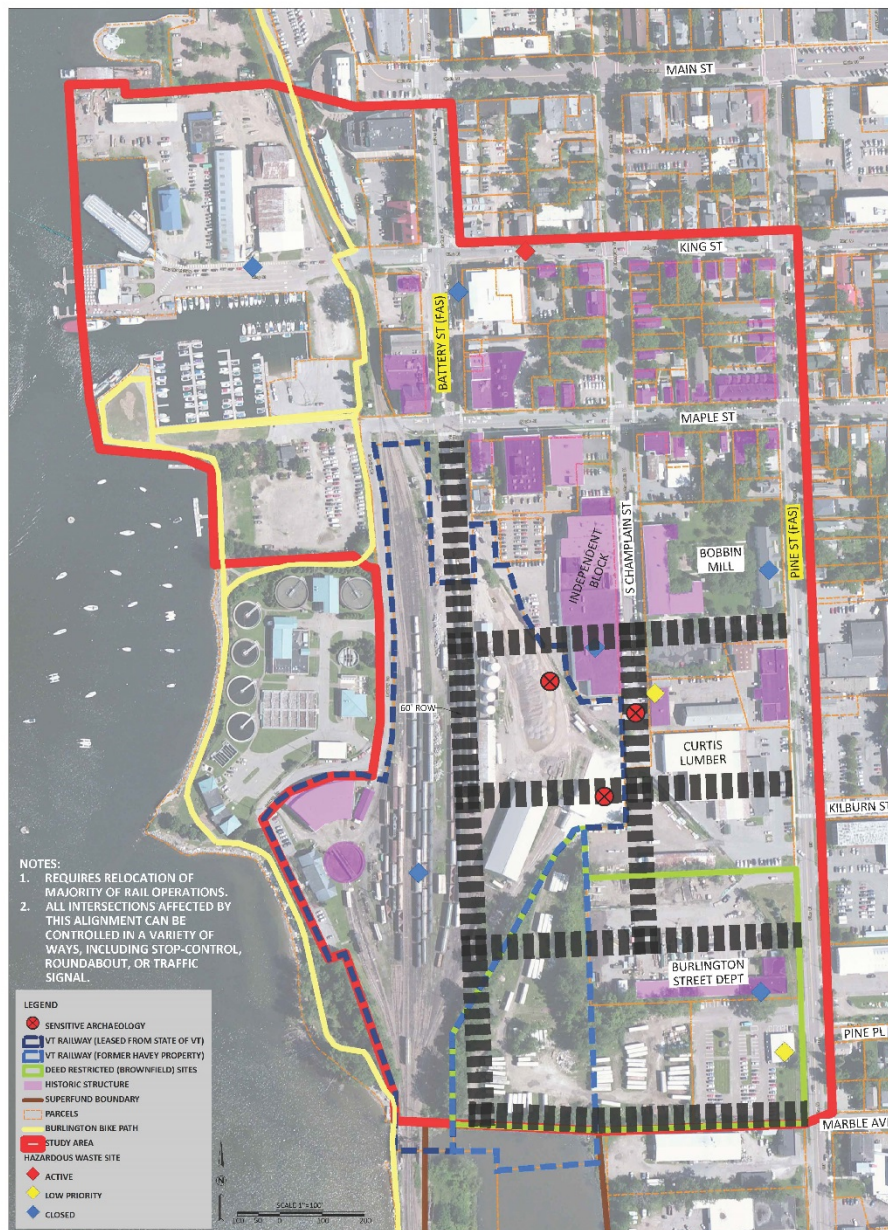 MAIN ST
KING ST
BATTERY ST (FAS)
MAPLE ST
S CHAMPLAIN ST
PINE ST (FAS)
INDEPENDENT
BLOCK
BOBBIN
MILL
60' ROW
CURTIS
LUMBER
KILBURN ST
BURLINGTON
STREET DEPT
PINE PL
MARBLE AVE
NOTES:
1. REQUIRES RELOCATION OF
MAJORITY OF RAIL OPERATIONS.
2. ALL INTERSECTIONS AFFECTED BY
THIS ALIGNMENT CAN BE
CONTROLLED IN A VARIETY OF
WAYS, INCLUDING STOP-CONTROL,
ROUNDABOUT, OR TRAFFIC
SIGNAL.
LEGEND
SENSITIVE ARCHAEOLOGY
VT RAILWAY (LEASED FROM STATE OF VT)
VT RAILWAY (FORMER HAVEY PROPERTY)
DEED RESTRICTED (BROWNFIELD) SITES
HISTORIC STRUCTURE
SUPERFUND BOUNDARY
PARCELS
BURLINGTON BIKE PATH
STUDY AREA
HAZARDOUS WASTE SITE
ACTIVE
LOW PRIORITY
CLOSED
N
SCALE 1"=100'
100 50 0 100 200